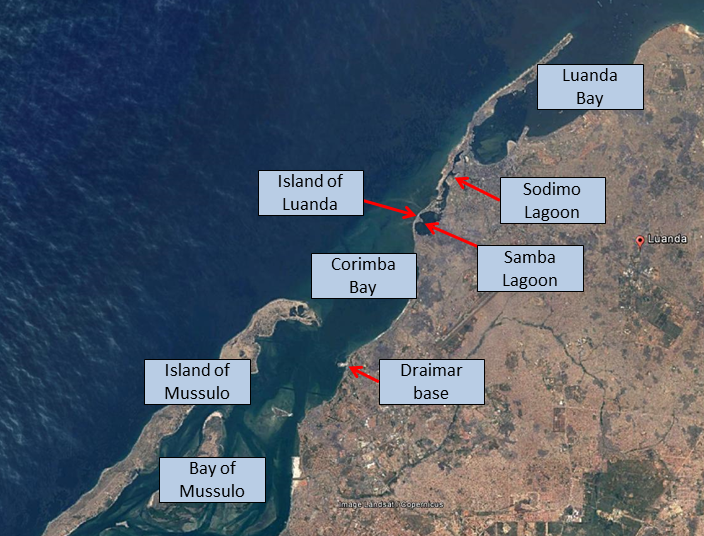 Luanda
Bay
Island of
Luanda
Sodimo
Lagoon
Luanda
Samba
Lagoon
Corimba
Bay
Island of
Mussulo
Draimar
base
Bay of
Mussulo
Image Landsat / Copernicus